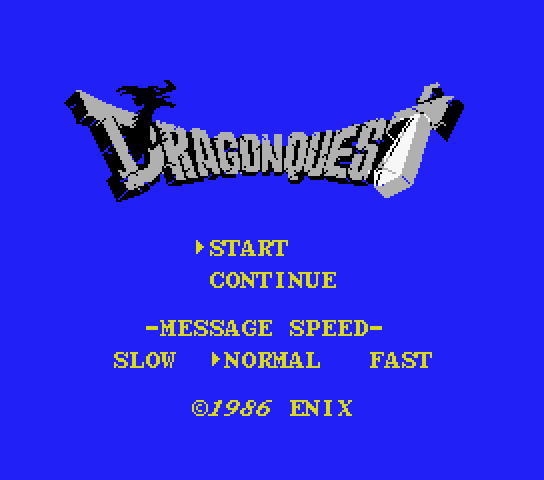 DRAGONQUEST
▶START
CONTINUE
-MESSAGE SPEED-
SLOW ▶NORMAL FAST
©1986 ENIX